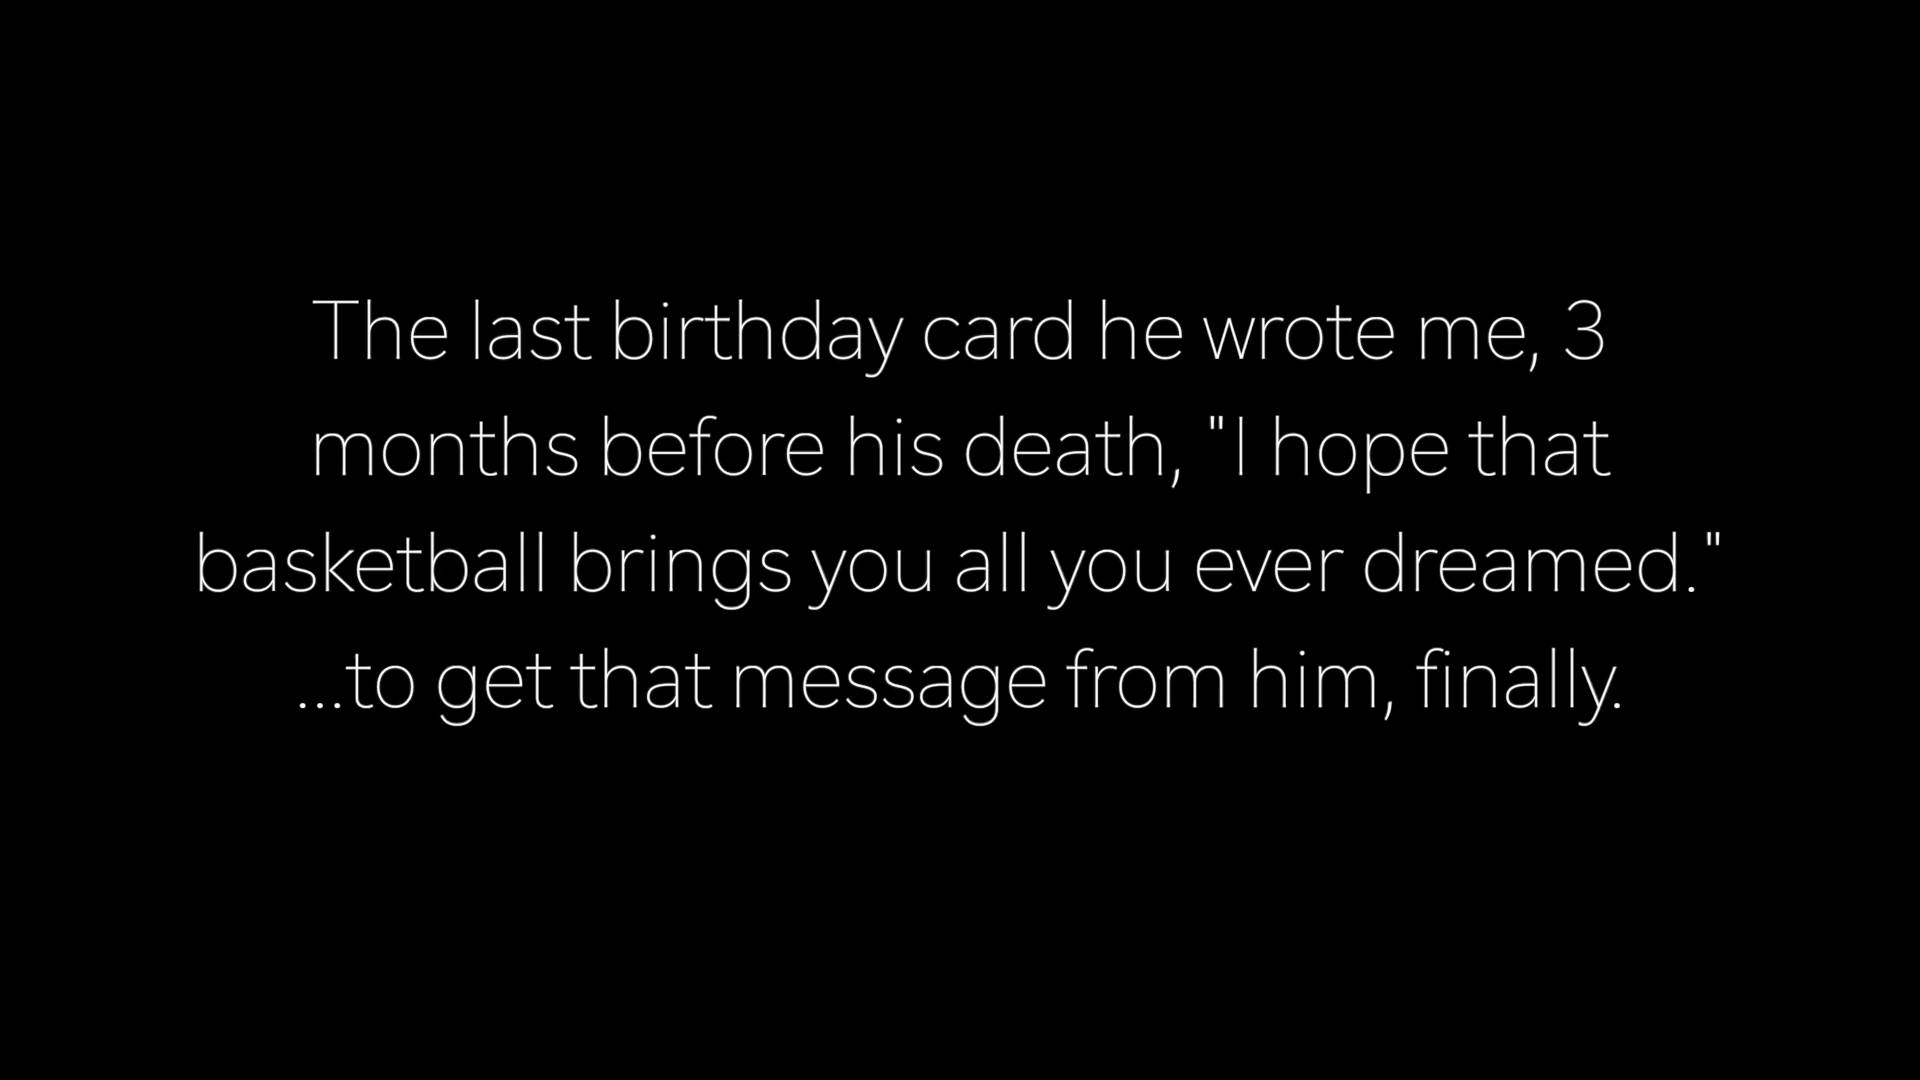 The last birthday card he wrote me, 3
months before his death, "I hope that
basketball brings you all you ever dreamed."
...to get that message from him, finally.